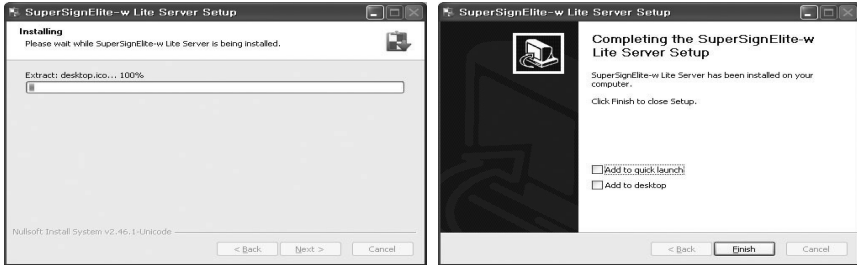 SuperSignElite-w Lite Server Setup
Installing
Please wait while SuperSignElite-w Lite Server is being installed.
Extract: desktop.ico... 100%
Nullsoft Install System v2.46.1-Unicode
< Back
Next >
Cancel
SuperSignElite-w Lite Server Setup
Completing the SuperSignElite-w
Lite Server Setup
SuperSignElite-w Lite Server has been installed on your
computer.
Click Finish to close Setup.
Add to quick launch
Add to desktop
< Back
Finish
Cancel